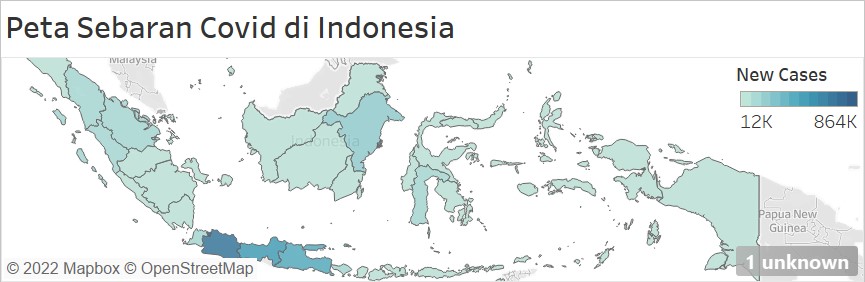 Peta Sebaran Covid di Indonesia
Malaysia
New Cases
12K 864K
Indonesia
Papua New
Guinea
1 unknown
© 2022 Mapbox © OpenStreetMap